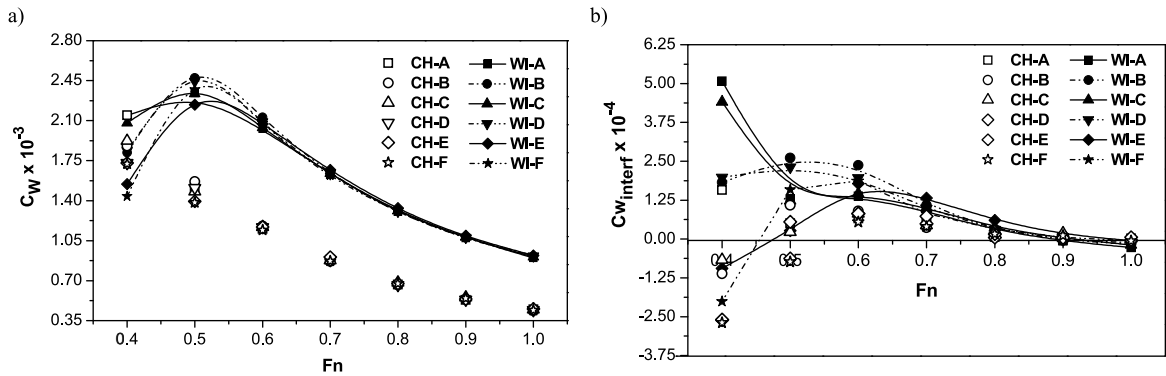 a)
C_W x 10^-3
2.80
2.45
2.10
1.75
1.40
1.05
0.70
0.35
CH-A WI-A
CH-B WI-B
CH-C WI-C
CH-D WI-D
CH-E WI-E
CH-F WI-F
0.4 0.5 0.6 0.7 0.8 0.9 1.0
Fn
b)
Cw_interf x 10^-4
6.25
5.00
3.75
2.50
1.25
0.00
-1.25
-2.50
-3.75
CH-A WI-A
CH-B WI-B
CH-C WI-C
CH-D WI-D
CH-E WI-E
CH-F WI-F
0.4 0.5 0.6 0.7 0.8 0.9 1.0
Fn